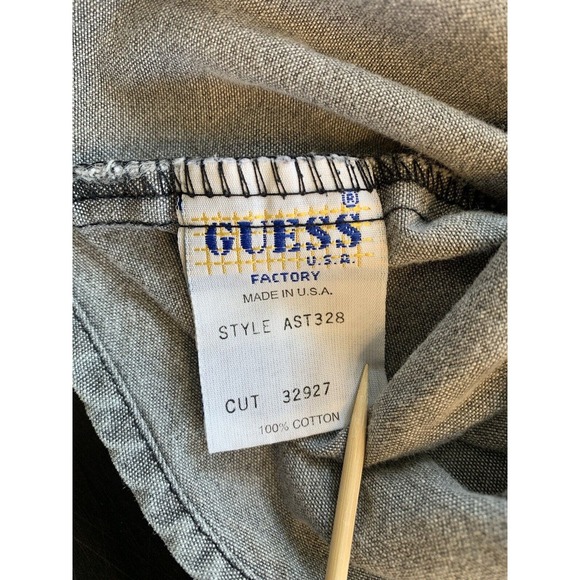 GUESS®
U.S.A.
FACTORY
MADE IN U.S.A.
STYLE AST328
CUT 32927
100% COTTON